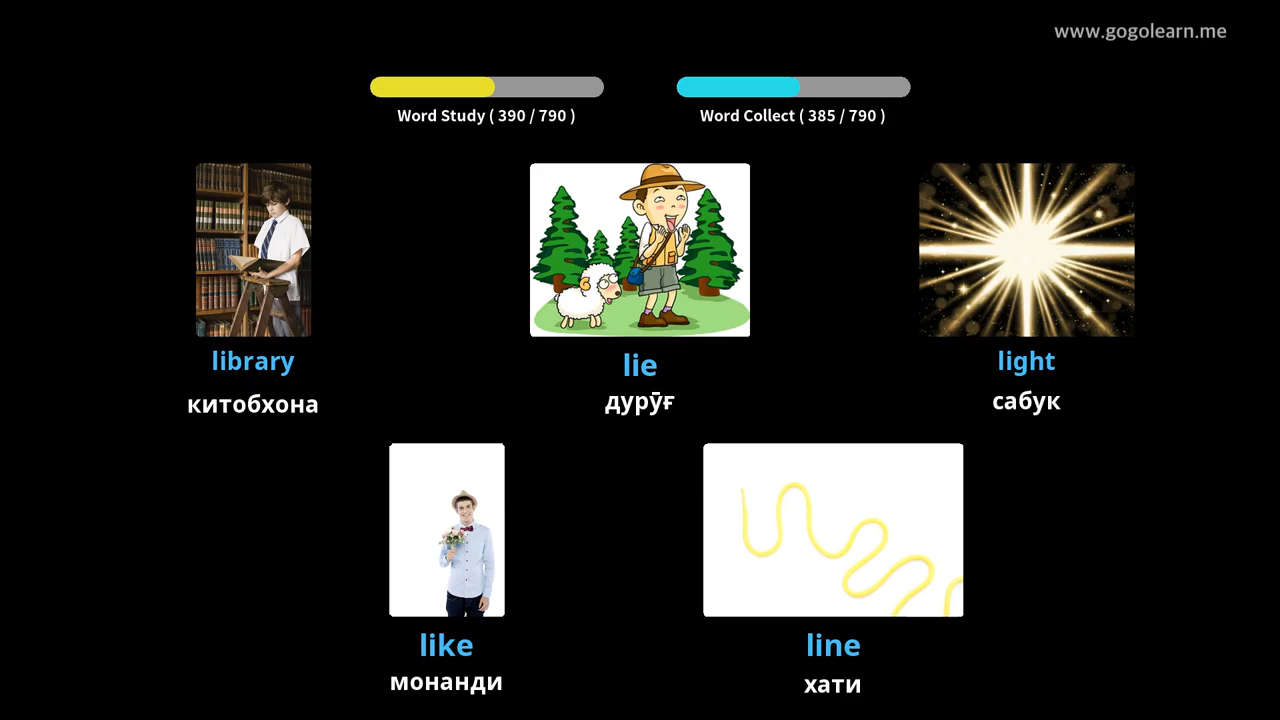 www.gogolearn.me
Word Study ( 390 / 790 )
Word Collect ( 385 / 790 )
library
lie
light
китобхона
дурӯғ
сабук
like
line
монанди
хати